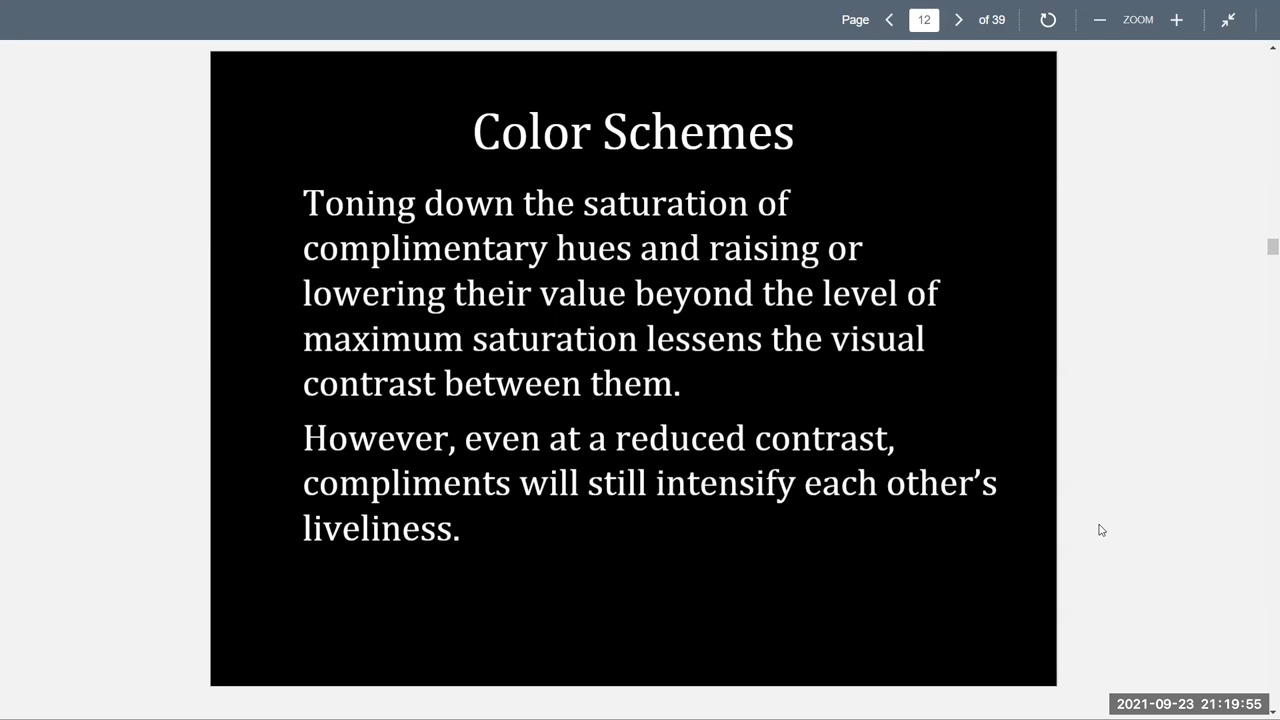 Page 12 of 39 ZOOM
Color Schemes
Toning down the saturation of
complimentary hues and raising or
lowering their value beyond the level of
maximum saturation lessens the visual
contrast between them.
However, even at a reduced contrast,
compliments will still intensify each other’s
liveliness.
2021-09-23 21:19:55